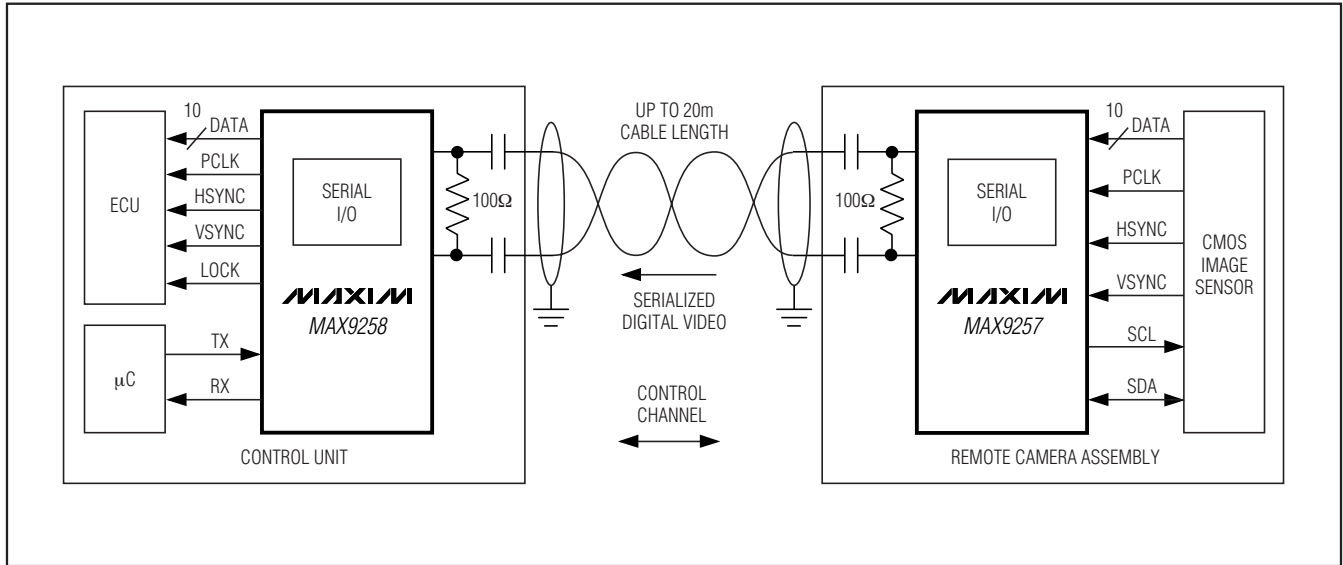 10
DATA
PCLK
HSYNC
VSYNC
LOCK
ECU
TX
RX
μC
SERIAL
I/O
MAXIM
MAX9258
CONTROL UNIT
100Ω
UP TO 20m
CABLE LENGTH
SERIALIZED
DIGITAL VIDEO
CONTROL
CHANNEL
100Ω
SERIAL
I/O
MAXIM
MAX9257
10
DATA
PCLK
HSYNC
VSYNC
SCL
SDA
CMOS
IMAGE
SENSOR
REMOTE CAMERA ASSEMBLY